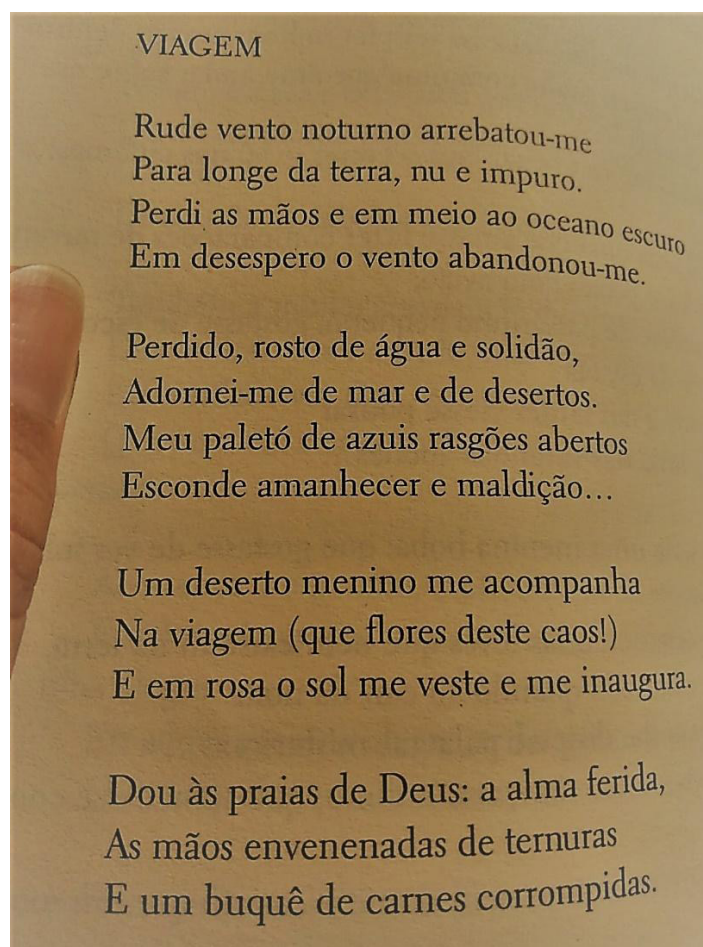 VIAGEM
Rude vento noturno arrebatou-me
Para longe da terra, nu e impuro.
Perdi as mãos e em meio ao oceano escuro
Em desespero o vento abandonou-me.
Perdido, rosto de água e solidão,
Adornei-me de mar e de desertos.
Meu paletó de azuis rasgões abertos
Esconde amanhecer e maldição...
Um deserto menino me acompanha
Na viagem (que flores deste caos!)
E em rosa o sol me veste e me inaugura.
Dou às praias de Deus: a alma ferida,
As mãos envenenadas de ternuras
E um buquê de carnes corrompidas.